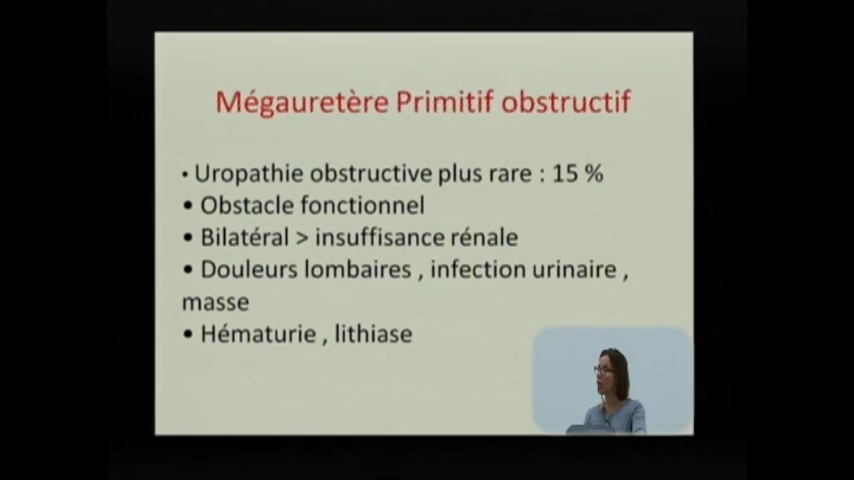 Mégauretère Primitif obstructif
• Uropathie obstructive plus rare : 15 %
• Obstacle fonctionnel
• Bilatéral > insuffisance rénale
• Douleurs lombaires , infection urinaire ,
masse
• Hématurie , lithiase